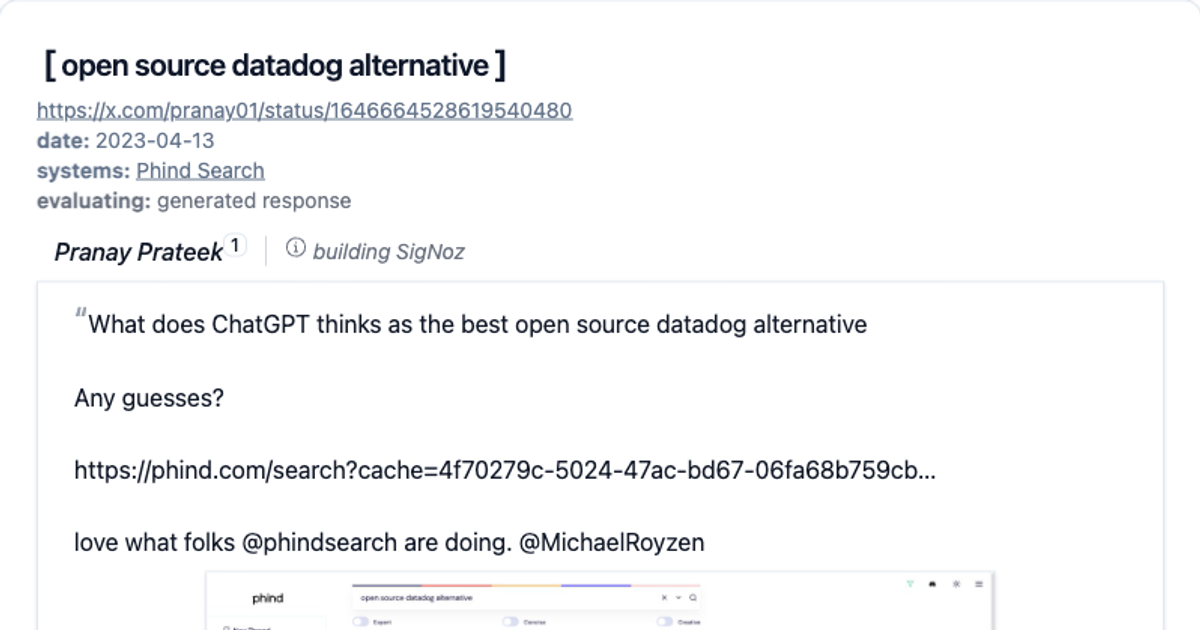 [ open source datadog alternative ]
https://x.com/pranay01/status/1646664528619540480
date: 2023-04-13
systems: Phind Search
evaluating: generated response
Pranay Prateek 1 building SigNoz
“What does ChatGPT thinks as the best open source datadog alternative
Any guesses?
https://phind.com/search?cache=4f70279c-5024-47ac-bd67-06fa68b759cb...
love what folks @phindsearch are doing. @MichaelRoyzen
phind
open source datadog alternative
Expert Concise Creative